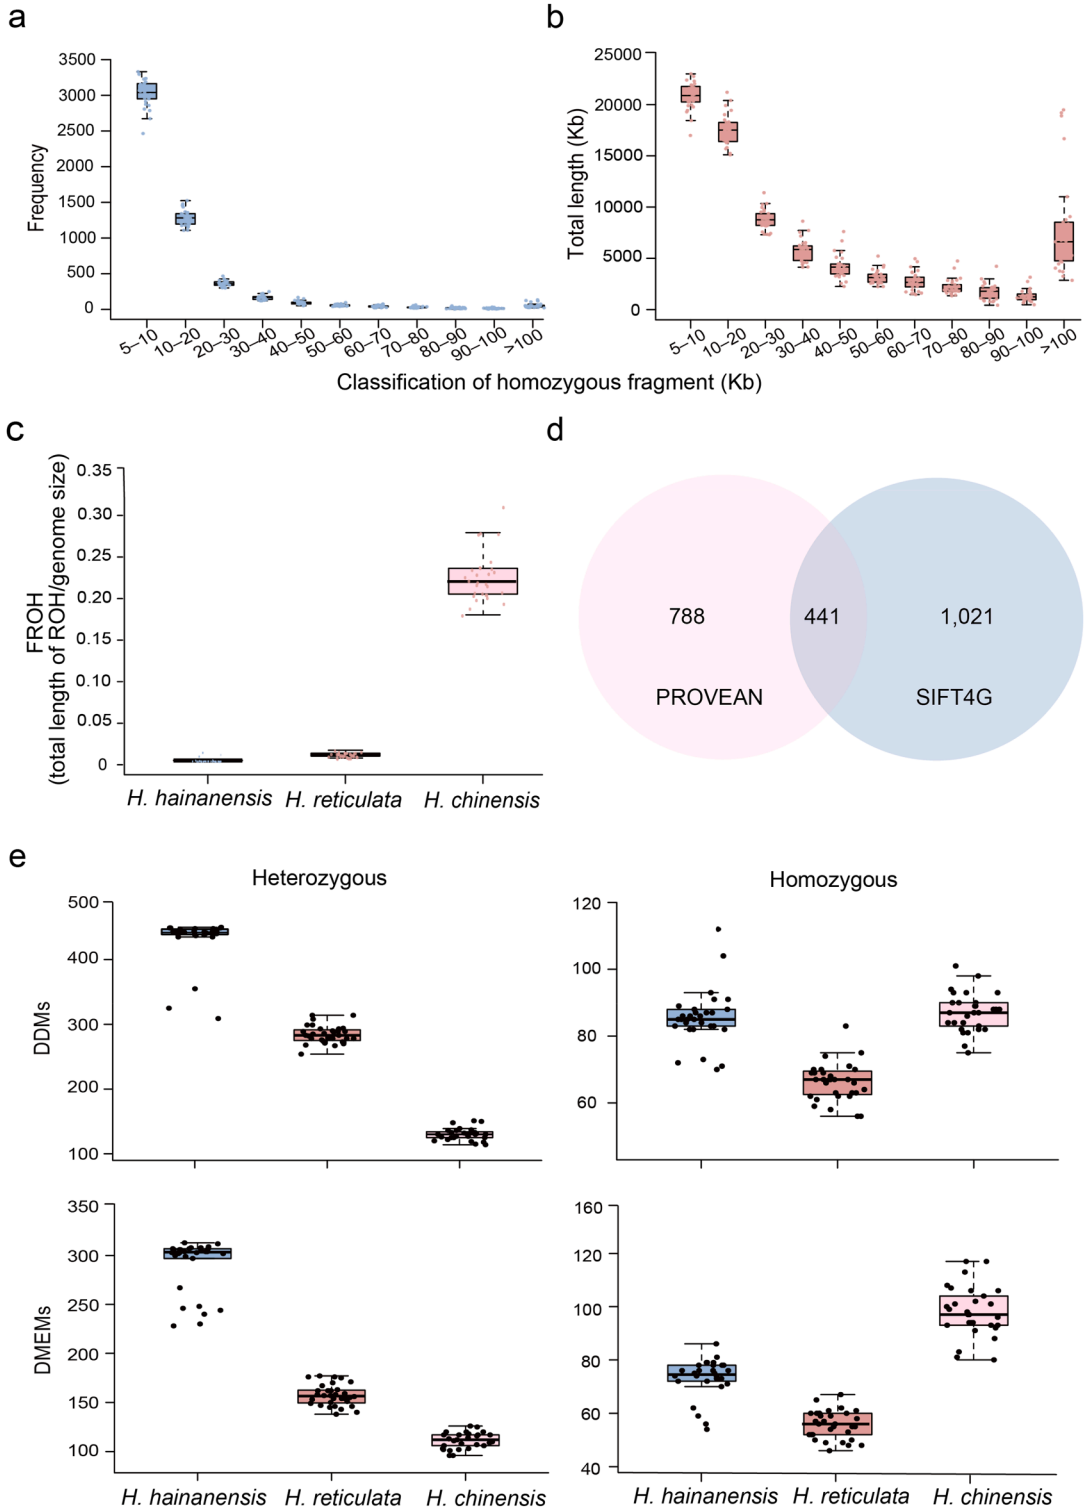 a
3500
3000
2500
2000
1500
1000
500
0
Frequency
5–10
10–20
20–30
30–40
40–50
50–60
60–70
70–80
80–90
90–100
>100
b
25000
20000
15000
10000
5000
0
Total length (Kb)
5–10
10–20
20–30
30–40
40–50
50–60
60–70
70–80
80–90
90–100
>100
Classification of homozygous fragment (Kb)
c
0.35
0.30
0.25
0.20
0.15
0.10
0.05
0
FROH
(total length of ROH/genome size)
H. hainanensis
H. reticulata
H. chinensis
d
788
441
1,021
PROVEAN
SIFT4G
e
Heterozygous
Homozygous
500
400
300
200
100
DDMs
120
100
80
60
350
300
250
200
150
100
DMEMs
H. hainanensis
H. reticulata
H. chinensis
160
120
100
80
60
40
H. hainanensis
H. reticulata
H. chinensis